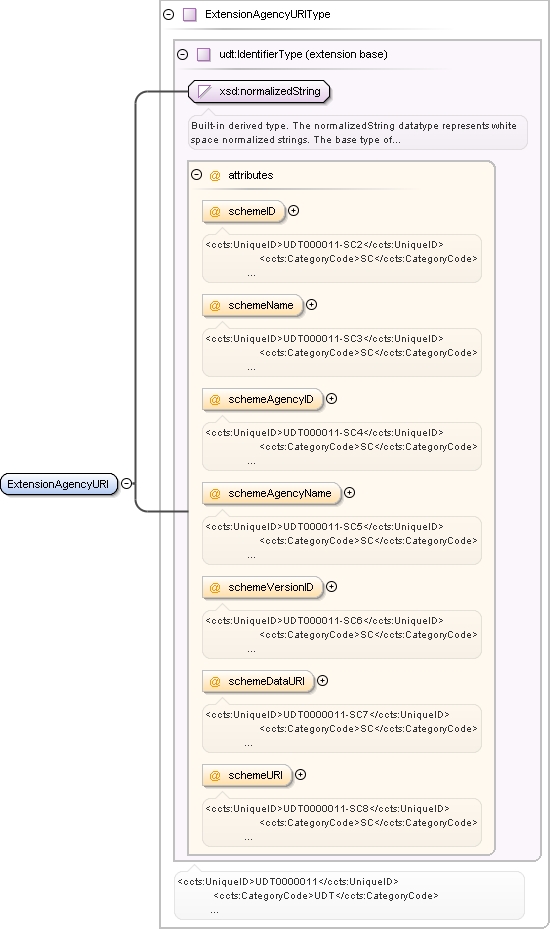 ExtensionAgencyURIType
udt:IdentifierType (extension base)
xsd:normalizedString
Built-in derived type. The normalizedString datatype represents white
space normalized strings. The base type of...
@ attributes
@ schemeID
<ccts:UniqueID>UDT000011-SC2</ccts:UniqueID>
<ccts:CategoryCode>SC</ccts:CategoryCode>
...
@ schemeName
<ccts:UniqueID>UDT000011-SC3</ccts:UniqueID>
<ccts:CategoryCode>SC</ccts:CategoryCode>
...
@ schemeAgencyID
<ccts:UniqueID>UDT000011-SC4</ccts:UniqueID>
<ccts:CategoryCode>SC</ccts:CategoryCode>
...
ExtensionAgencyURI
@ schemeAgencyName
<ccts:UniqueID>UDT000011-SC5</ccts:UniqueID>
<ccts:CategoryCode>SC</ccts:CategoryCode>
...
@ schemeVersionID
<ccts:UniqueID>UDT000011-SC6</ccts:UniqueID>
<ccts:CategoryCode>SC</ccts:CategoryCode>
...
@ schemeDataURI
<ccts:UniqueID>UDT0000011-SC7</ccts:UniqueID>
<ccts:CategoryCode>SC</ccts:CategoryCode>
...
@ schemeURI
<ccts:UniqueID>UDT0000011-SC8</ccts:UniqueID>
<ccts:CategoryCode>SC</ccts:CategoryCode>
...
<ccts:UniqueID>UDT0000011</ccts:UniqueID>
<ccts:CategoryCode>UDT</ccts:CategoryCode>
...